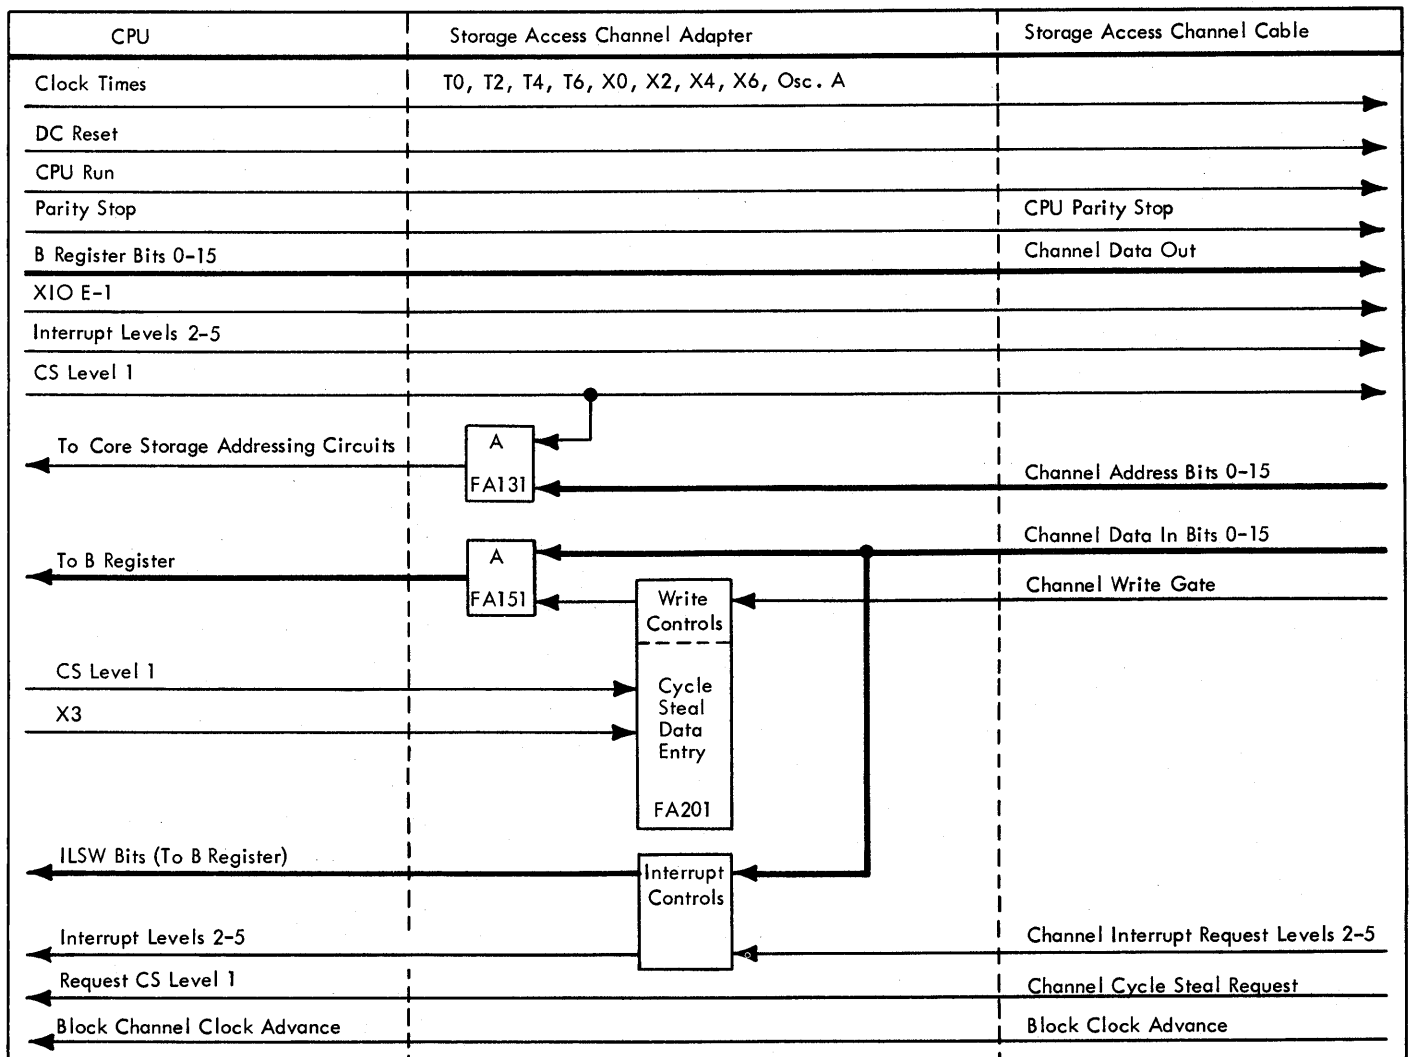 CPU
Storage Access Channel Adapter
Storage Access Channel Cable
Clock Times
T0, T2, T4, T6, X0, X2, X4, X6, Osc. A
DC Reset
CPU Run
Parity Stop
CPU Parity Stop
B Register Bits 0-15
Channel Data Out
XIO E-1
Interrupt Levels 2-5
CS Level 1
To Core Storage Addressing Circuits
A
FA131
Channel Address Bits 0-15
To B Register
A
FA151
Channel Data In Bits 0-15
Channel Write Gate
Write
Controls
CS Level 1
X3
Cycle
Steal
Data
Entry
FA201
ILSW Bits (To B Register)
Interrupt
Controls
Interrupt Levels 2-5
Channel Interrupt Request Levels 2-5
Request CS Level 1
Channel Cycle Steal Request
Block Channel Clock Advance
Block Clock Advance